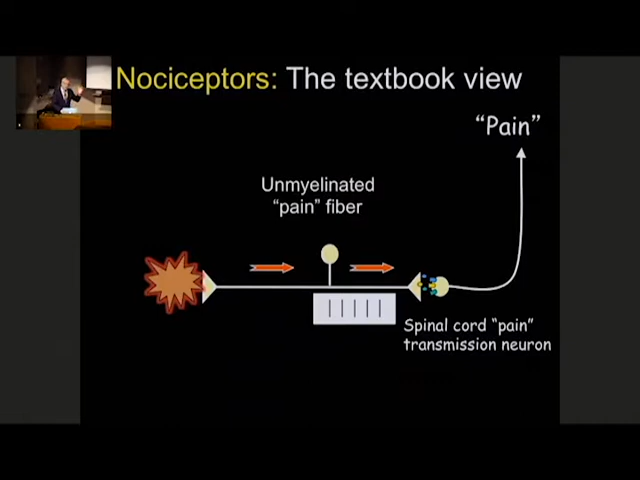 Nociceptors: The textbook view
“Pain”
Unmyelinated
“pain” fiber
Spinal cord “pain”
transmission neuron